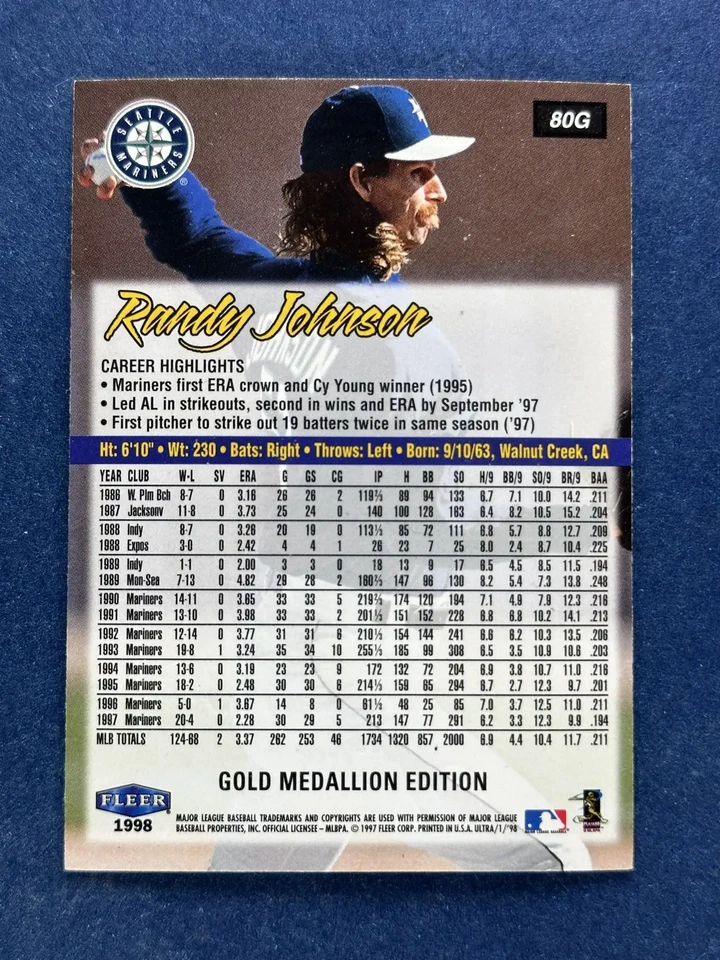 SEATTLE MARINERS
80G
Randy Johnson
CAREER HIGHLIGHTS
• Mariners first ERA crown and Cy Young winner (1995)
• Led AL in strikeouts, second in wins and ERA by September '97
• First pitcher to strike out 19 batters twice in same season ('97)
Ht: 6'10" • Wt: 230 • Bats: Right • Throws: Left • Born: 9/10/63, Walnut Creek, CA
YEAR CLUB W-L SV ERA G GS CG IP H BB SO H/9 BB/9 SO/9 BR/9 BAA
1986 W. Plm Bch 8-7 0 3.16 26 26 2 119⅔ 89 94 133 6.7 7.1 10.0 14.2 .211
1987 Jacksonv 11-8 0 3.73 25 24 0 140 100 128 163 6.4 8.2 10.5 15.2 .204
1988 Indy 8-7 0 3.26 20 19 0 113⅓ 85 72 111 6.8 5.7 8.8 12.7 .209
1988 Expos 3-0 0 2.42 4 4 1 26 23 7 25 8.0 2.4 8.7 10.4 .225
1989 Indy 1-1 0 2.00 3 3 0 18 13 9 17 6.5 4.5 8.5 11.5 .194
1989 Mon-Sea 7-13 0 4.82 29 28 2 160⅔ 147 96 130 8.2 5.4 7.3 13.8 .248
1990 Mariners 14-11 0 3.65 33 33 5 219⅔ 174 120 194 7.1 4.9 7.9 12.3 .216
1991 Mariners 13-10 0 3.98 33 33 2 201⅓ 151 152 228 6.8 6.8 10.2 14.1 .213
1992 Mariners 12-14 0 3.77 31 31 6 210⅓ 154 144 241 6.6 6.2 10.3 13.5 .206
1993 Mariners 19-8 1 3.24 35 34 10 255⅓ 185 99 308 6.5 3.5 10.9 10.6 .203
1994 Mariners 13-6 0 3.19 23 23 9 172 132 72 204 6.9 3.8 10.7 11.0 .216
1995 Mariners 18-2 0 2.48 30 30 6 214⅓ 159 65 294 6.7 2.7 12.3 9.7 .201
1996 Mariners 5-0 1 3.67 14 8 0 61⅓ 48 25 85 7.0 3.7 12.5 11.0 .211
1997 Mariners 20-4 0 2.28 30 29 5 213 147 77 291 6.2 3.3 12.3 9.9 .194
MLB TOTALS 124-68 2 3.37 262 253 46 1734 1320 857 2000 6.9 4.4 10.4 11.7 .211
GOLD MEDALLION EDITION
FLEER
1998
MAJOR LEAGUE BASEBALL TRADEMARKS AND COPYRIGHTS ARE USED WITH PERMISSION OF MAJOR LEAGUE
BASEBALL PROPERTIES, INC. OFFICIAL LICENSEE – MLBPA. © 1997 FLEER CORP. PRINTED IN U.S.A. ULTRA/1/'98